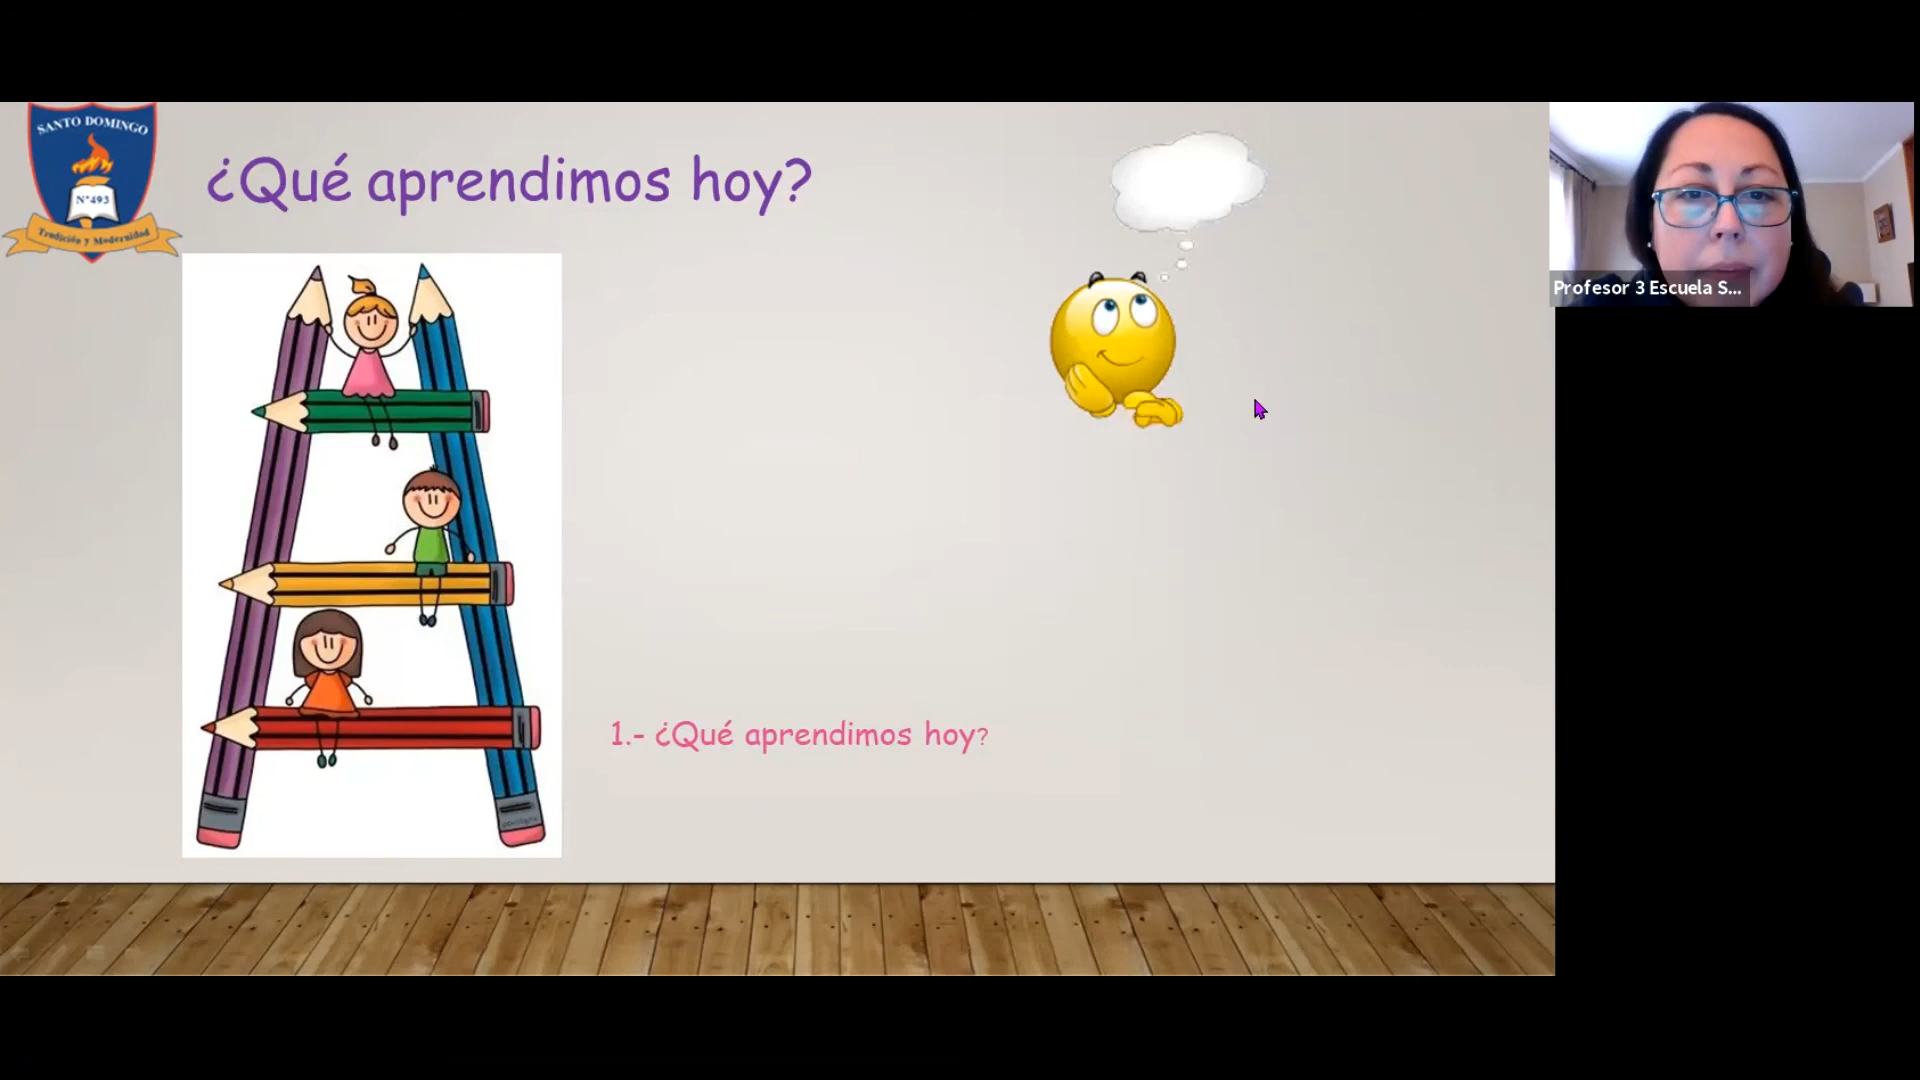 SANTO DOMINGO
N°493
Tradición y Modernidad
¿Qué aprendimos hoy?
Profesor 3 Escuela S...
1.- ¿Qué aprendimos hoy?